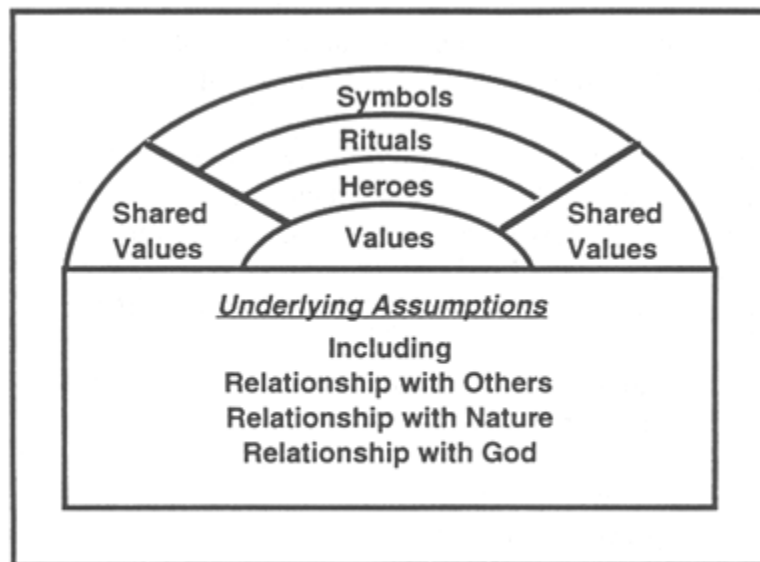 Symbols
Rituals
Heroes
Values
Shared
Values
Shared
Values
Underlying Assumptions
Including
Relationship with Others
Relationship with Nature
Relationship with God